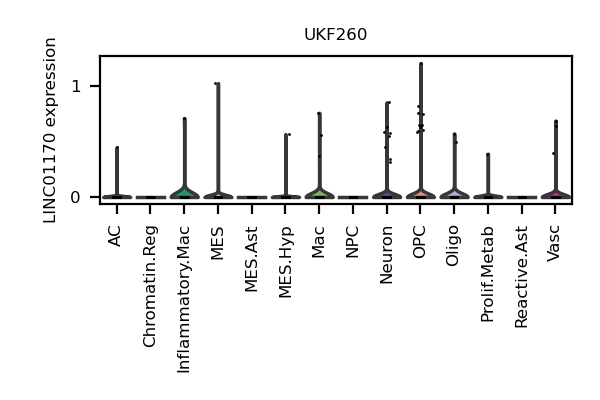 UKF260
LINC01170 expression
1
0
AC
Chromatin.Reg
Inflammatory.Mac
MES
MES.Ast
MES.Hyp
Mac
NPC
Neuron
OPC
Oligo
Prolif.Metab
Reactive.Ast
Vasc